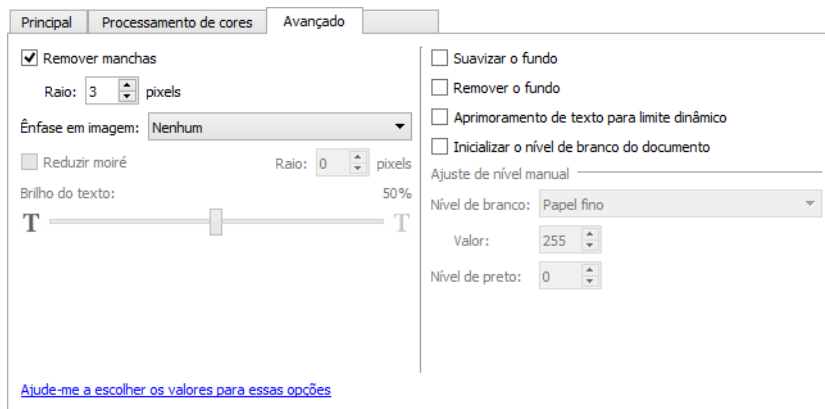 Principal Processamento de cores Avançado
Remover manchas
Raio: 3 pixels
Ênfase em imagem: Nenhum
Reduzir moiré Raio: 0 pixels
Brilho do texto: 50%
T T
Suavizar o fundo
Remover o fundo
Aprimoramento de texto para limite dinâmico
Inicializar o nível de branco do documento
Ajuste de nível manual
Nível de branco: Papel fino
Valor: 255
Nível de preto: 0
Ajude-me a escolher os valores para essas opções